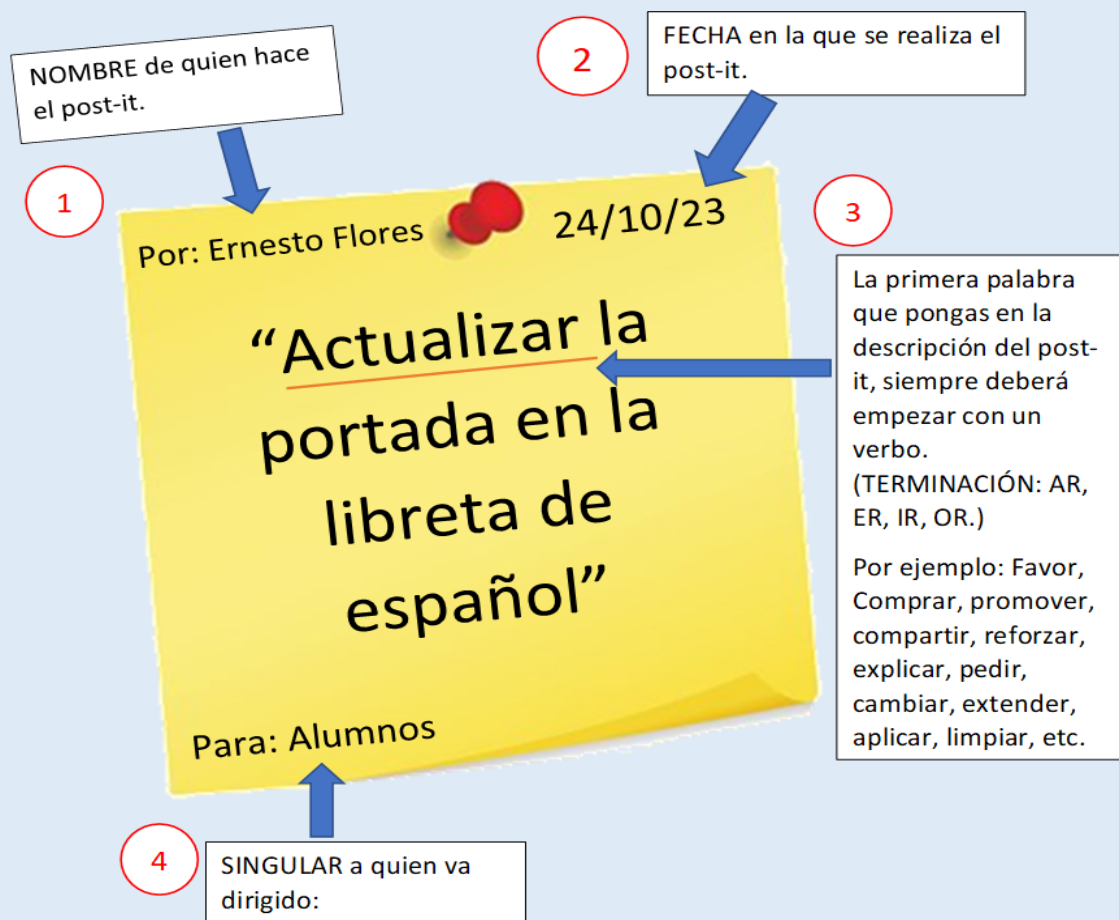 NOMBRE de quien hace
el post-it.
2
FECHA en la que se realiza el
post-it.
1
Por: Ernesto Flores
24/10/23
3
“Actualizar la
portada en la
libreta de
español”
La primera palabra
que pongas en la
descripción del post-
it, siempre deberá
empezar con un
verbo.
(TERMINACIÓN: AR,
ER, IR, OR.)
Por ejemplo: Favor,
Comprar, promover,
compartir, reforzar,
explicar, pedir,
cambiar, extender,
aplicar, limpiar, etc.
Para: Alumnos
4
SINGULAR a quien va
dirigido: